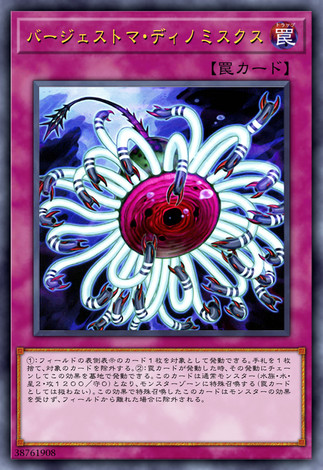 バージェストマ・ディノミスクス
罠
トラップ
【罠カード】
①：フィールドの表側表示のカード１枚を対象として発動できる。手札を１枚
捨て、対象のカードを除外する。②：罠カードが発動した時、その発動にチェー
ンしてこの効果を墓地で発動できる。このカードは通常モンスター（水族・水・
星２・攻１２００／守０）となり、モンスターゾーンに特殊召喚する（罠カード
としては扱わない）。この効果で特殊召喚したこのカードはモンスターの効果
を受けず、フィールドから離れた場合に除外される。
38761908